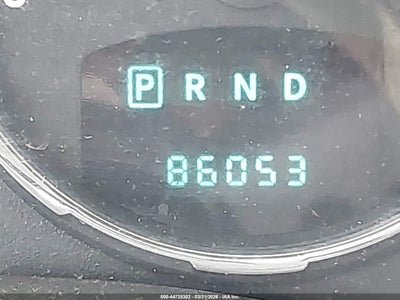 P R N D
86053
000-44725302 - 03/31/2026 - IAA Inc.